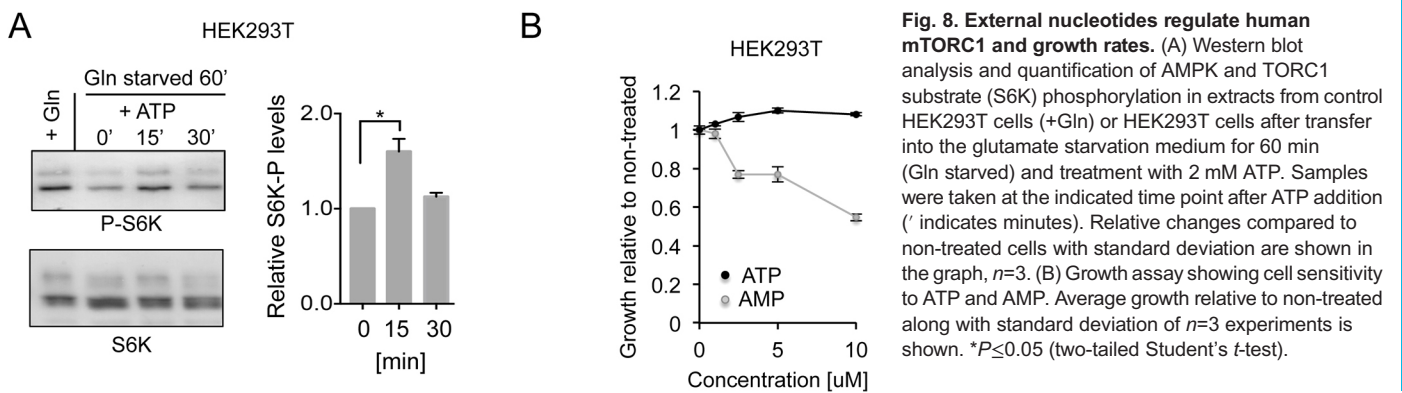 A
HEK293T
+ Gln
Gln starved 60’
+ ATP
0’ 15’ 30’
P-S6K
S6K
Relative S6K-P levels
2.0
1.0
0.0
*
0 15 30
[min]
B
HEK293T
Growth relative to non-treated
1.2
1
0.8
0.6
0.4
0.2
0
ATP
AMP
0 5 10
Concentration [uM]
Fig. 8. External nucleotides regulate human
mTORC1 and growth rates. (A) Western blot
analysis and quantification of AMPK and TORC1
substrate (S6K) phosphorylation in extracts from control
HEK293T cells (+Gln) or HEK293T cells after transfer
into the glutamate starvation medium for 60 min
(Gln starved) and treatment with 2 mM ATP. Samples
were taken at the indicated time point after ATP addition
(′ indicates minutes). Relative changes compared to
non-treated cells with standard deviation are shown in
the graph, n=3. (B) Growth assay showing cell sensitivity
to ATP and AMP. Average growth relative to non-treated
along with standard deviation of n=3 experiments is
shown. *P≤0.05 (two-tailed Student’s t-test).